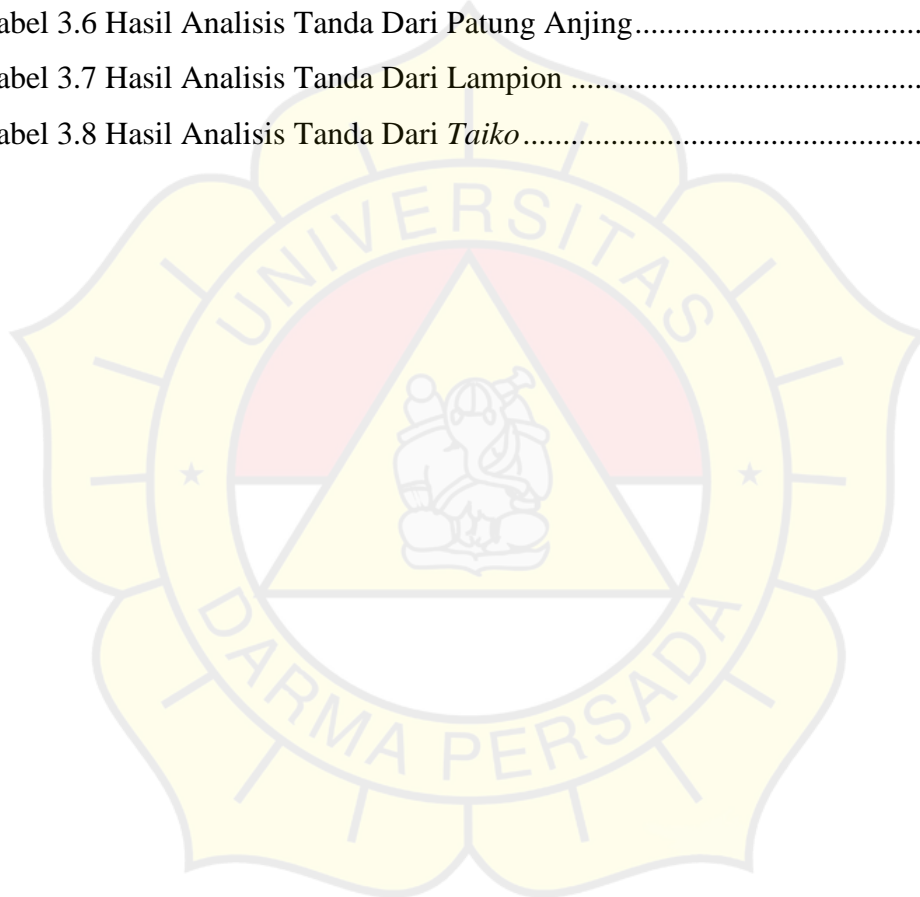 abel 3.6 Hasil Analisis Tanda Dari Patung Anjing....................................
abel 3.7 Hasil Analisis Tanda Dari Lampion ............................................
abel 3.8 Hasil Analisis Tanda Dari Taiko..................................................
UNIVERSITAS
DARMA PERSADA